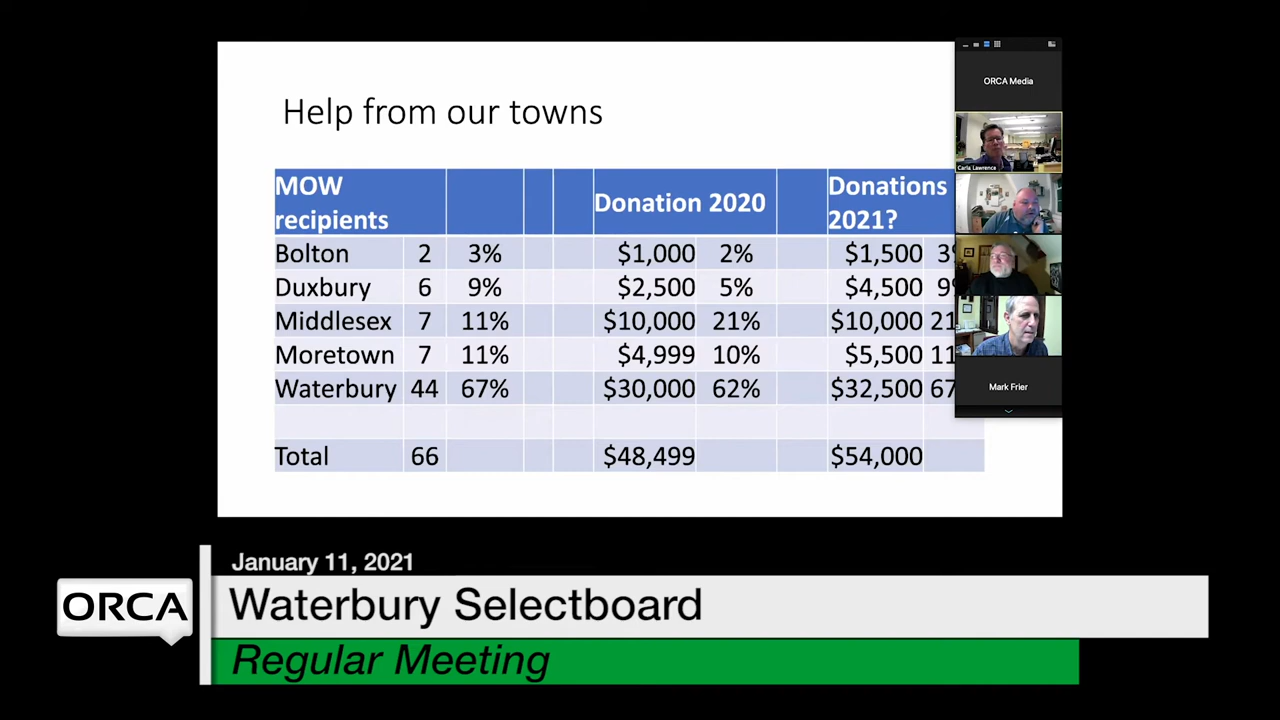 Help from our towns
MOW recipients Donation 2020 Donations 2021?
Bolton 2 3% $1,000 2% $1,500
Duxbury 6 9% $2,500 5% $4,500
Middlesex 7 11% $10,000 21% $10,000
Moretown 7 11% $4,999 10% $5,500
Waterbury 44 67% $30,000 62% $32,500
Total 66 $48,499 $54,000
ORCA Media
Carla Lawrence
Mark Frier
January 11, 2021
ORCA
Waterbury Selectboard
Regular Meeting